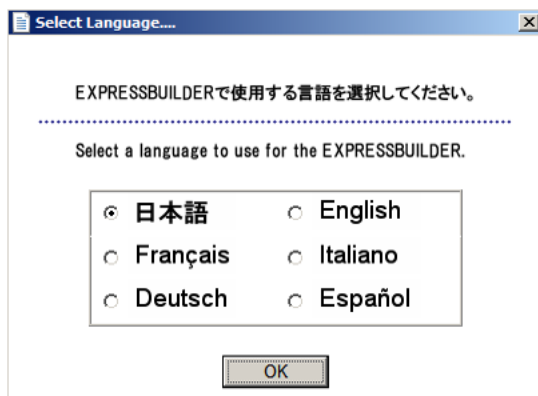 Select Language....
EXPRESSBUILDERで使用する言語を選択してください。
Select a language to use for the EXPRESSBUILDER.
日本語 English
Français Italiano
Deutsch Español
OK